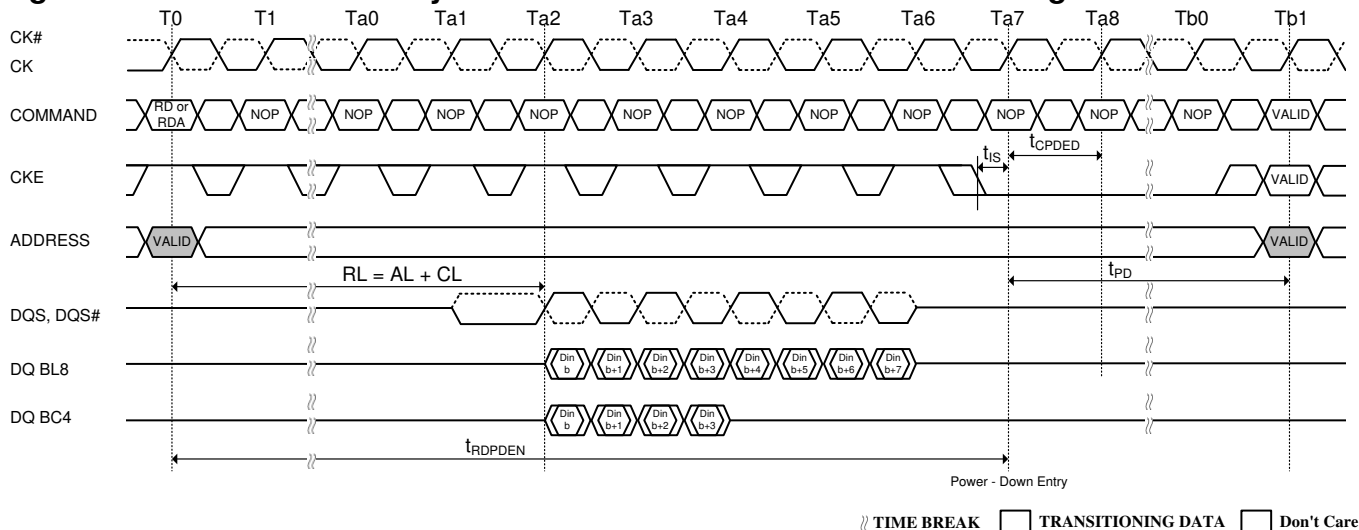 T0 T1 Ta0 Ta1 Ta2 Ta3 Ta4 Ta5 Ta6 Ta7 Ta8 Tb0 Tb1
CK#
CK
COMMAND RD or RDA NOP NOP NOP NOP NOP NOP NOP NOP NOP NOP NOP VALID
tIS tCPDED
CKE VALID
ADDRESS VALID VALID
RL = AL + CL tPD
DQS, DQS#
DQ BL8 Din b Din b+1 Din b+2 Din b+3 Din b+4 Din b+5 Din b+6 Din b+7
DQ BC4 Din b Din b+1 Din b+2 Din b+3
tRDPDEN
Power - Down Entry
TIME BREAK TRANSITIONING DATA Don't Care